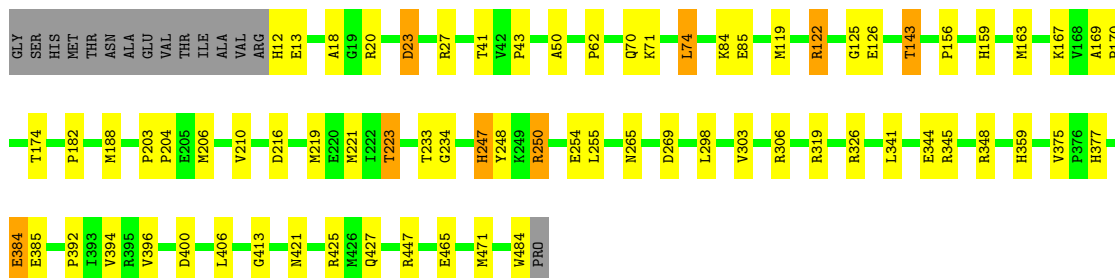 GLY SER HIS MET THR ASN ALA GLU VAL THR ILE ALA VAL ARG H12 E13 A18 G19 R20 D23 R27 T41 V42 P43 A50 P62 Q70 K71 L74 K84 E85 M119 R122 G125 E126 T143 P156 H159 M163 K167 V168 A169
T174 P182 M188 P203 P204 E205 M206 V210 D216 M219 E220 M221 I222 T223 T233 G234 H247 Y248 K249 R250 E254 L255 N265 D269 L298 V303 R306 R319 R326 L341 E344 R345 R348 H359 V375 P376 H377
E384 E385 P392 I393 V394 R395 V396 D400 L406 G413 N421 R425 M426 Q427 R447 E465 M471 W484 PRO